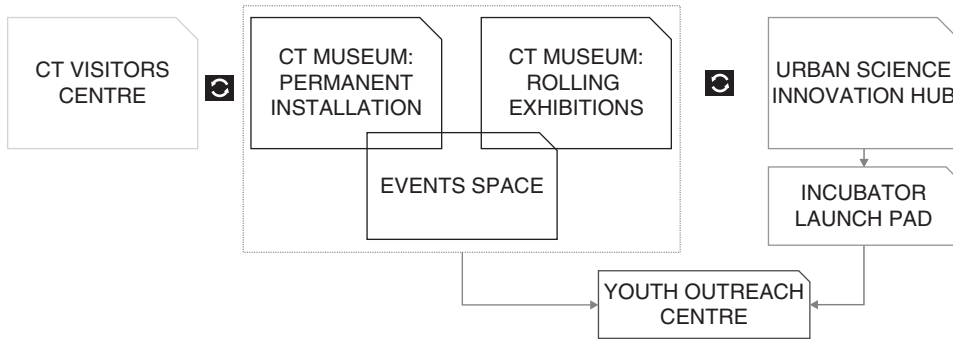 CT VISITORS
CENTRE
CT MUSEUM:
PERMANENT
INSTALLATION
CT MUSEUM:
ROLLING
EXHIBITIONS
EVENTS SPACE
URBAN SCIENCE
INNOVATION HUB
INCUBATOR
LAUNCH PAD
YOUTH OUTREACH
CENTRE